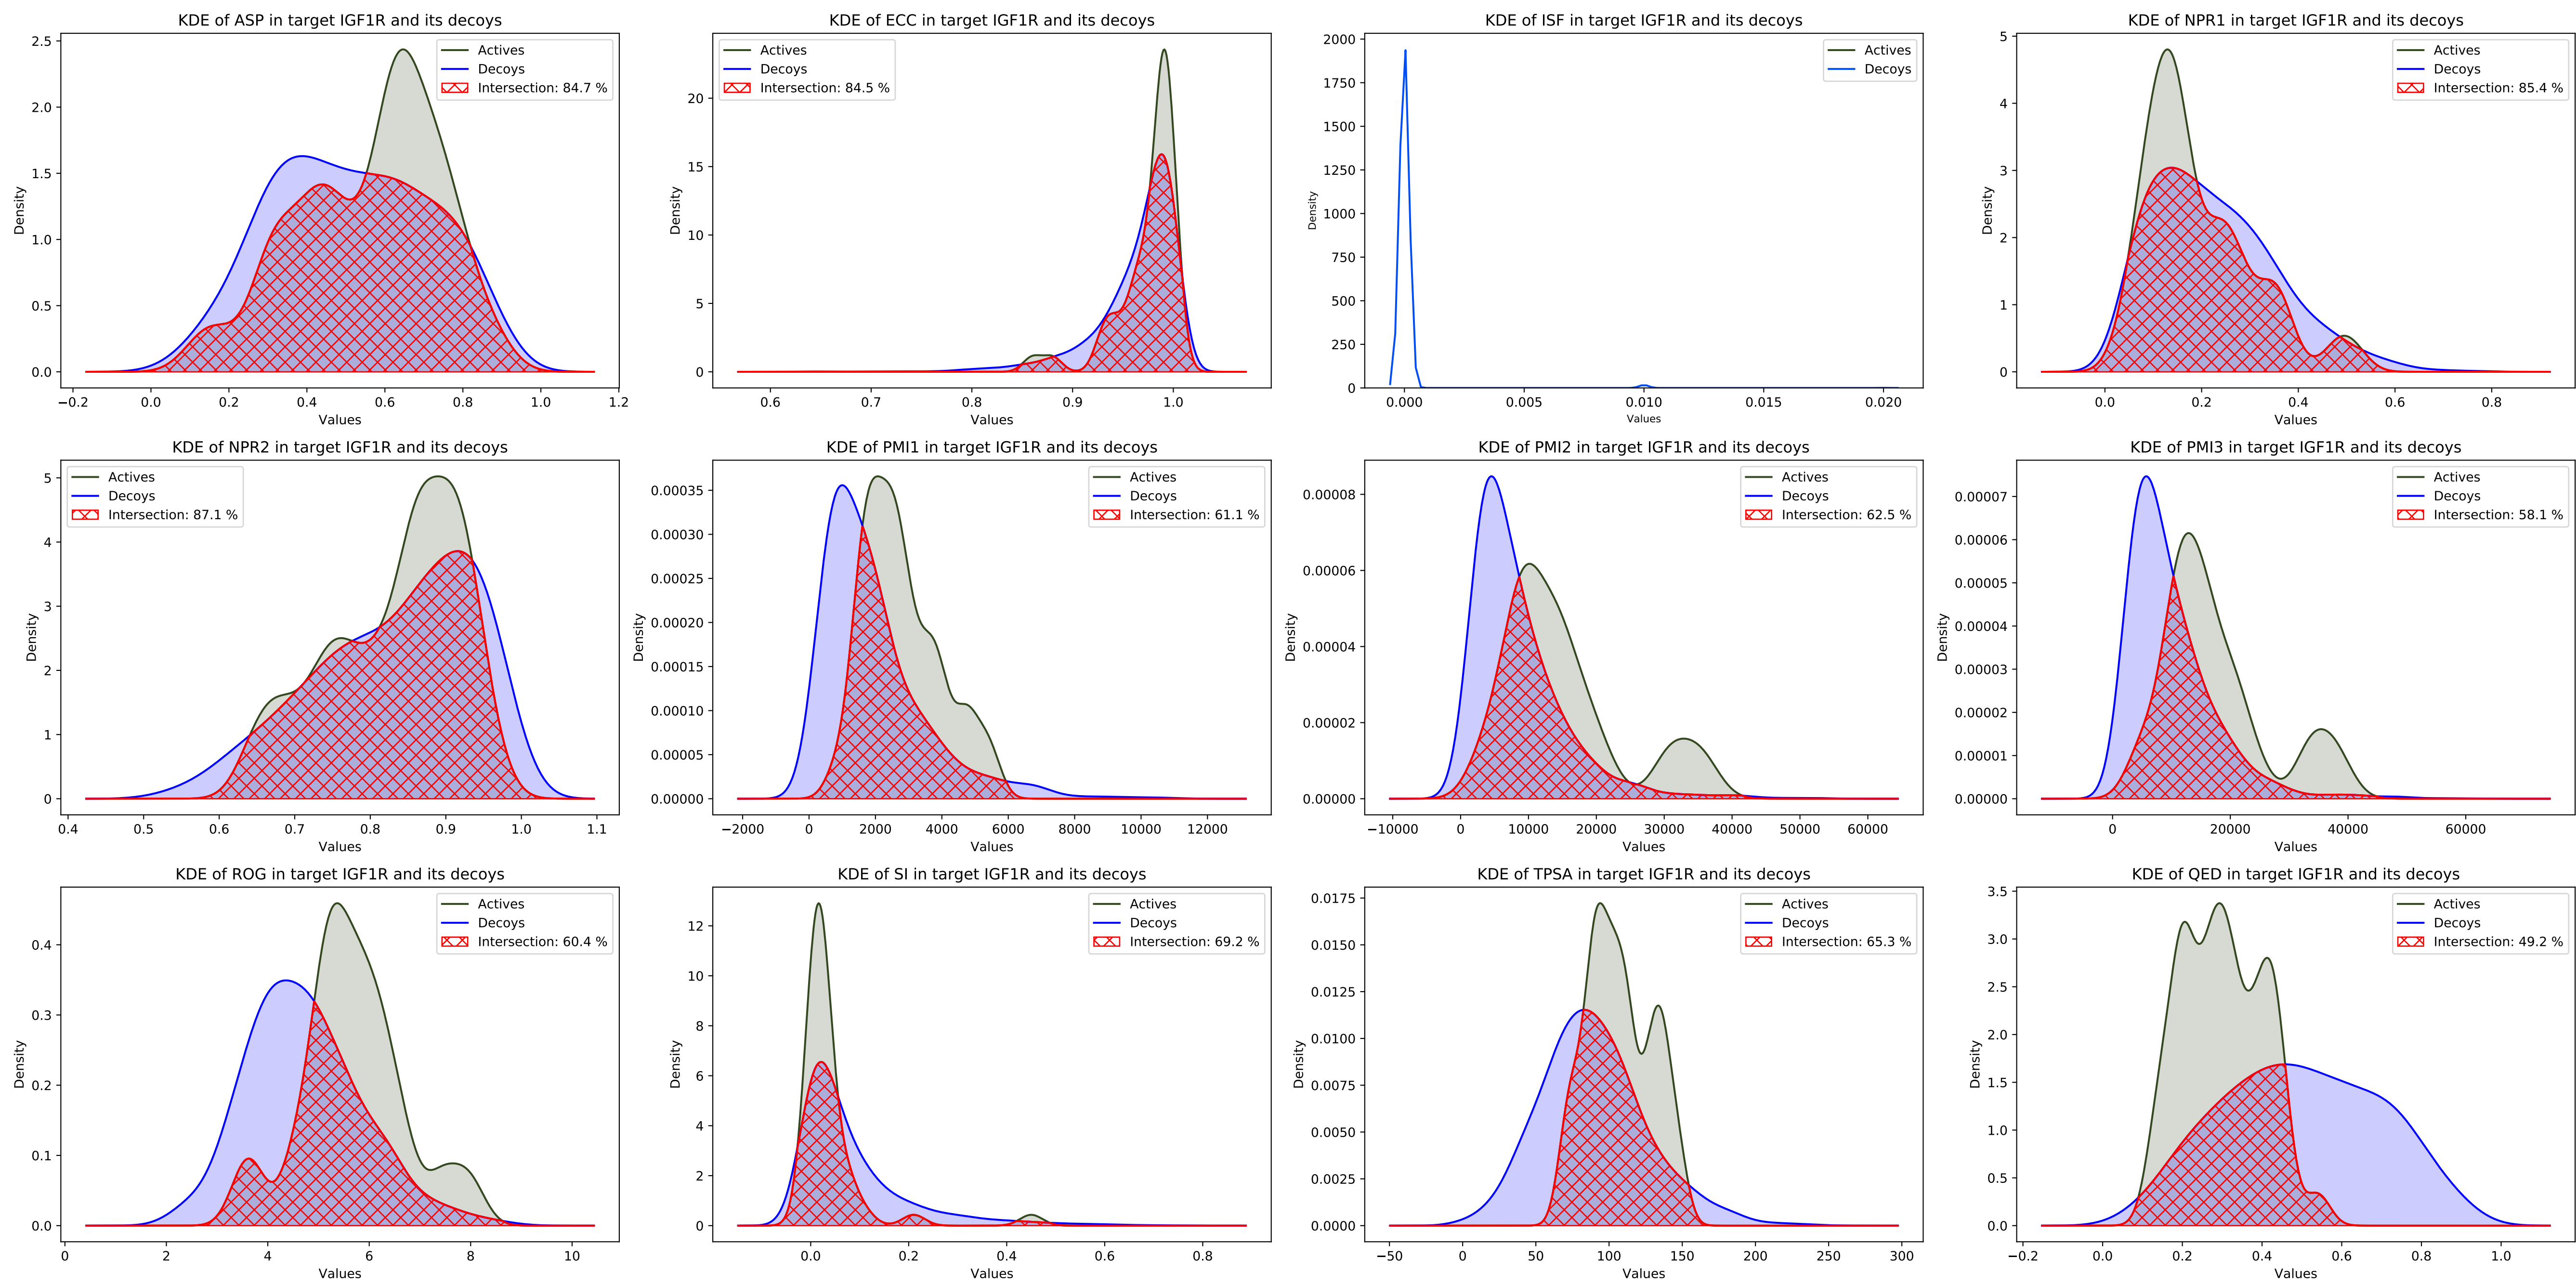 KDE of ASP in target IGF1R and its decoys
Actives
Decoys
Intersection: 84.7 %
Density
2.5
2.0
1.5
1.0
0.5
0.0
−0.2 0.0 0.2 0.4 0.6 0.8 1.0 1.2
Values
KDE of ECC in target IGF1R and its decoys
Actives
Decoys
Intersection: 84.5 %
Density
20
15
10
5
0
0.6 0.7 0.8 0.9 1.0
Values
KDE of ISF in target IGF1R and its decoys
Actives
Decoys
Density
2000
1750
1500
1250
1000
750
500
250
0
0.000 0.005 0.010 0.015 0.020
Values
KDE of NPR1 in target IGF1R and its decoys
Actives
Decoys
Intersection: 85.4 %
Density
5
4
3
2
1
0
0.0 0.2 0.4 0.6 0.8
Values
KDE of NPR2 in target IGF1R and its decoys
Actives
Decoys
Intersection: 87.1 %
Density
5
4
3
2
1
0
0.4 0.5 0.6 0.7 0.8 0.9 1.0 1.1
Values
KDE of PMI1 in target IGF1R and its decoys
Actives
Decoys
Intersection: 61.1 %
Density
0.00035
0.00030
0.00025
0.00020
0.00015
0.00010
0.00005
0.00000
−2000 0 2000 4000 6000 8000 10000 12000
Values
KDE of PMI2 in target IGF1R and its decoys
Actives
Decoys
Intersection: 62.5 %
Density
0.00008
0.00006
0.00004
0.00002
0.00000
−10000 0 10000 20000 30000 40000 50000 60000
Values
KDE of PMI3 in target IGF1R and its decoys
Actives
Decoys
Intersection: 58.1 %
Density
0.00007
0.00006
0.00005
0.00004
0.00003
0.00002
0.00001
0.00000
0 20000 40000 60000
Values
KDE of ROG in target IGF1R and its decoys
Actives
Decoys
Intersection: 60.4 %
Density
0.4
0.3
0.2
0.1
0.0
0 2 4 6 8 10
Values
KDE of SI in target IGF1R and its decoys
Actives
Decoys
Intersection: 69.2 %
Density
12
10
8
6
4
2
0
0.0 0.2 0.4 0.6 0.8
Values
KDE of TPSA in target IGF1R and its decoys
Actives
Decoys
Intersection: 65.3 %
Density
0.0175
0.0150
0.0125
0.0100
0.0075
0.0050
0.0025
0.0000
−50 0 50 100 150 200 250 300
Values
KDE of QED in target IGF1R and its decoys
Actives
Decoys
Intersection: 49.2 %
Density
3.5
3.0
2.5
2.0
1.5
1.0
0.5
0.0
−0.2 0.0 0.2 0.4 0.6 0.8 1.0
Values